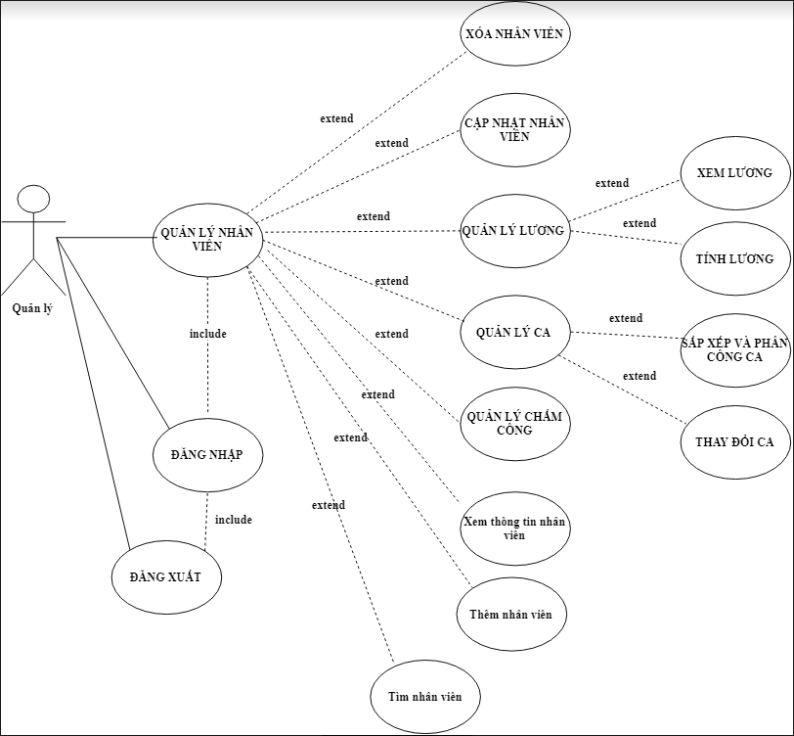 XÓA NHÂN VIÊN
extend
CẬP NHẬT NHÂN
VIÊN
extend
XEM LƯƠNG
extend
QUẢN LÝ NHÂN
VIÊN
extend
QUẢN LÝ LƯƠNG
extend
TÍNH LƯƠNG
Quản lý
extend
include
extend
QUẢN LÝ CA
extend
SẮP XẾP VÀ PHÂN
CÔNG CA
extend
extend
QUẢN LÝ CHẤM
CÔNG
THAY ĐỔI CA
extend
ĐĂNG NHẬP
extend
include
Xem thông tin nhân
viên
ĐĂNG XUẤT
Thêm nhân viên
Tìm nhân viên